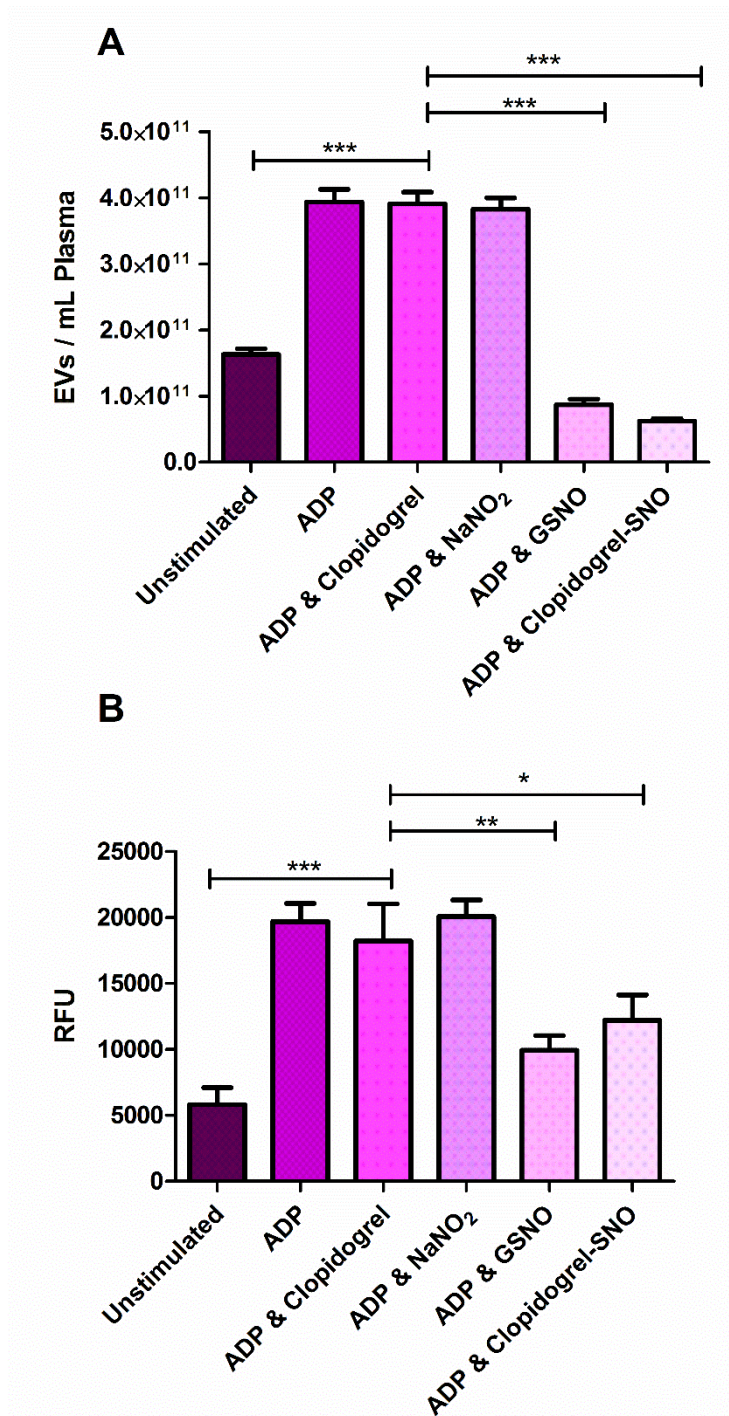 A
***
***
***
5.0×10¹¹
4.0×10¹¹
3.0×10¹¹
2.0×10¹¹
1.0×10¹¹
0.0
EVs / mL Plasma
Unstimulated
ADP
ADP & Clopidogrel
ADP & NaNO₂
ADP & GSNO
ADP & Clopidogrel-SNO
B
*
**
***
25000
20000
15000
10000
5000
0
RFU
Unstimulated
ADP
ADP & Clopidogrel
ADP & NaNO₂
ADP & GSNO
ADP & Clopidogrel-SNO